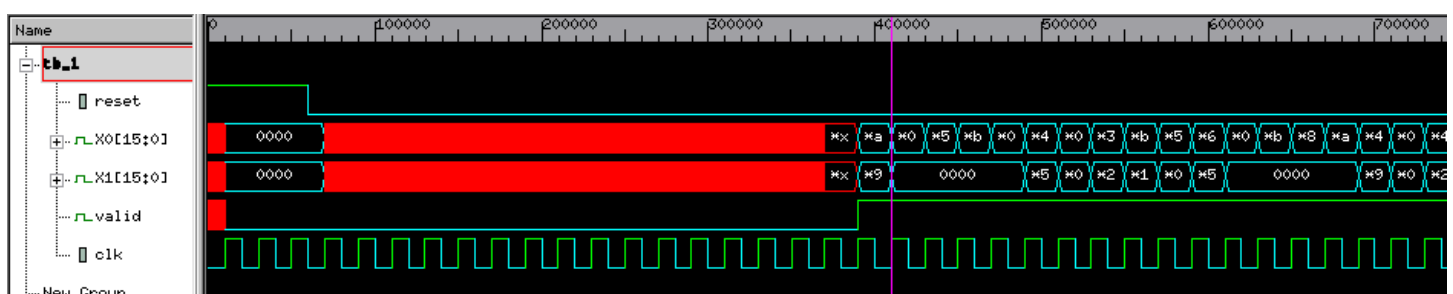 Name
0 100000 200000 300000 400000 500000 600000 700000
tb_1
reset
X0[15:0] 0000 *x *a *0 *5 *b *0 *4 *0 *3 *b *5 *6 *0 *b *8 *a *4 *0 *4
X1[15:0] 0000 *x *9 0000 *5 *0 *2 *1 *0 *5 0000 *9 *0 *2
valid
clk
New Group